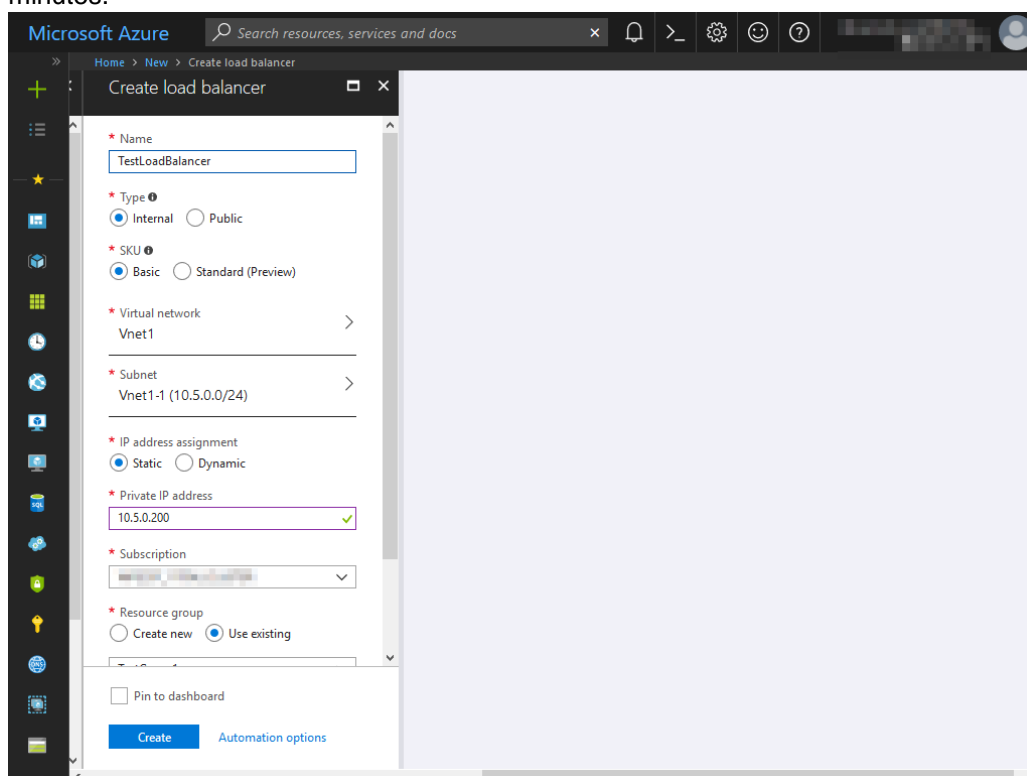 minutes.
Microsoft Azure
Search resources, services and docs
Home > New > Create load balancer
Create load balancer
* Name
TestLoadBalancer
* Type
Internal Public
* SKU
Basic Standard (Preview)
* Virtual network
Vnet1
* Subnet
Vnet1-1 (10.5.0.0/24)
* IP address assignment
Static Dynamic
* Private IP address
10.5.0.200
* Subscription
* Resource group
Create new Use existing
Pin to dashboard
Create Automation options
SQL
DNS